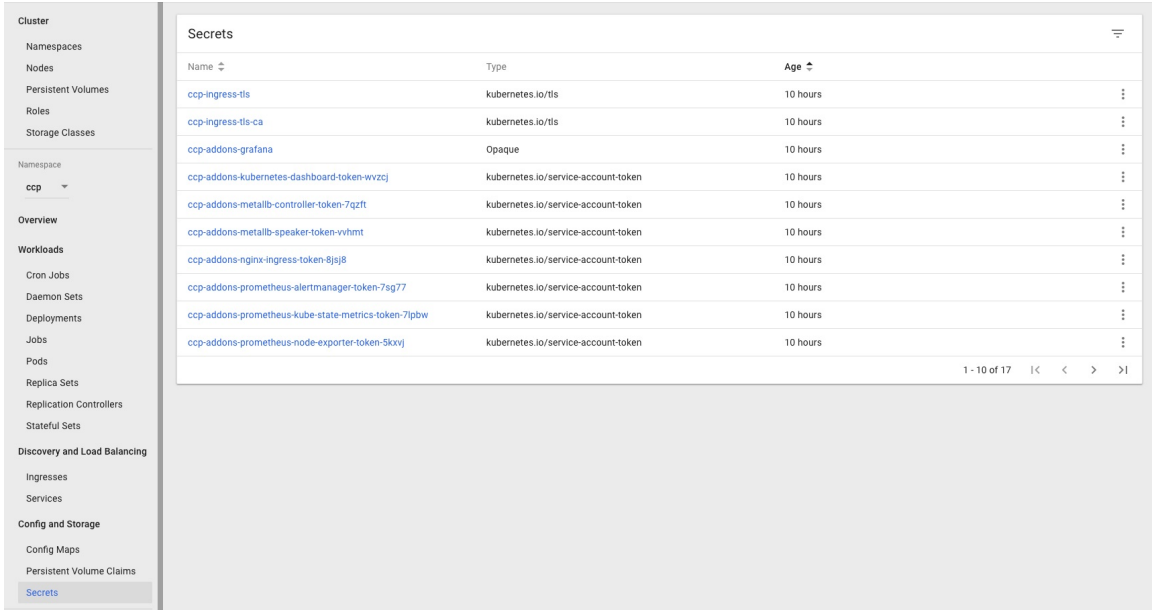 Cluster
Namespaces
Nodes
Persistent Volumes
Roles
Storage Classes
Namespace
ccp
Overview
Workloads
Cron Jobs
Daemon Sets
Deployments
Jobs
Pods
Replica Sets
Replication Controllers
Stateful Sets
Discovery and Load Balancing
Ingresses
Services
Config and Storage
Config Maps
Persistent Volume Claims
Secrets
Secrets
Name Type Age
ccp-ingress-tls kubernetes.io/tls 10 hours
ccp-ingress-tls-ca kubernetes.io/tls 10 hours
ccp-addons-grafana Opaque 10 hours
ccp-addons-kubernetes-dashboard-token-wvzcj kubernetes.io/service-account-token 10 hours
ccp-addons-metallb-controller-token-7qzft kubernetes.io/service-account-token 10 hours
ccp-addons-metallb-speaker-token-vvhmt kubernetes.io/service-account-token 10 hours
ccp-addons-nginx-ingress-token-8jsj8 kubernetes.io/service-account-token 10 hours
ccp-addons-prometheus-alertmanager-token-7sg77 kubernetes.io/service-account-token 10 hours
ccp-addons-prometheus-kube-state-metrics-token-7lpbw kubernetes.io/service-account-token 10 hours
ccp-addons-prometheus-node-exporter-token-5kxvj kubernetes.io/service-account-token 10 hours
1 - 10 of 17